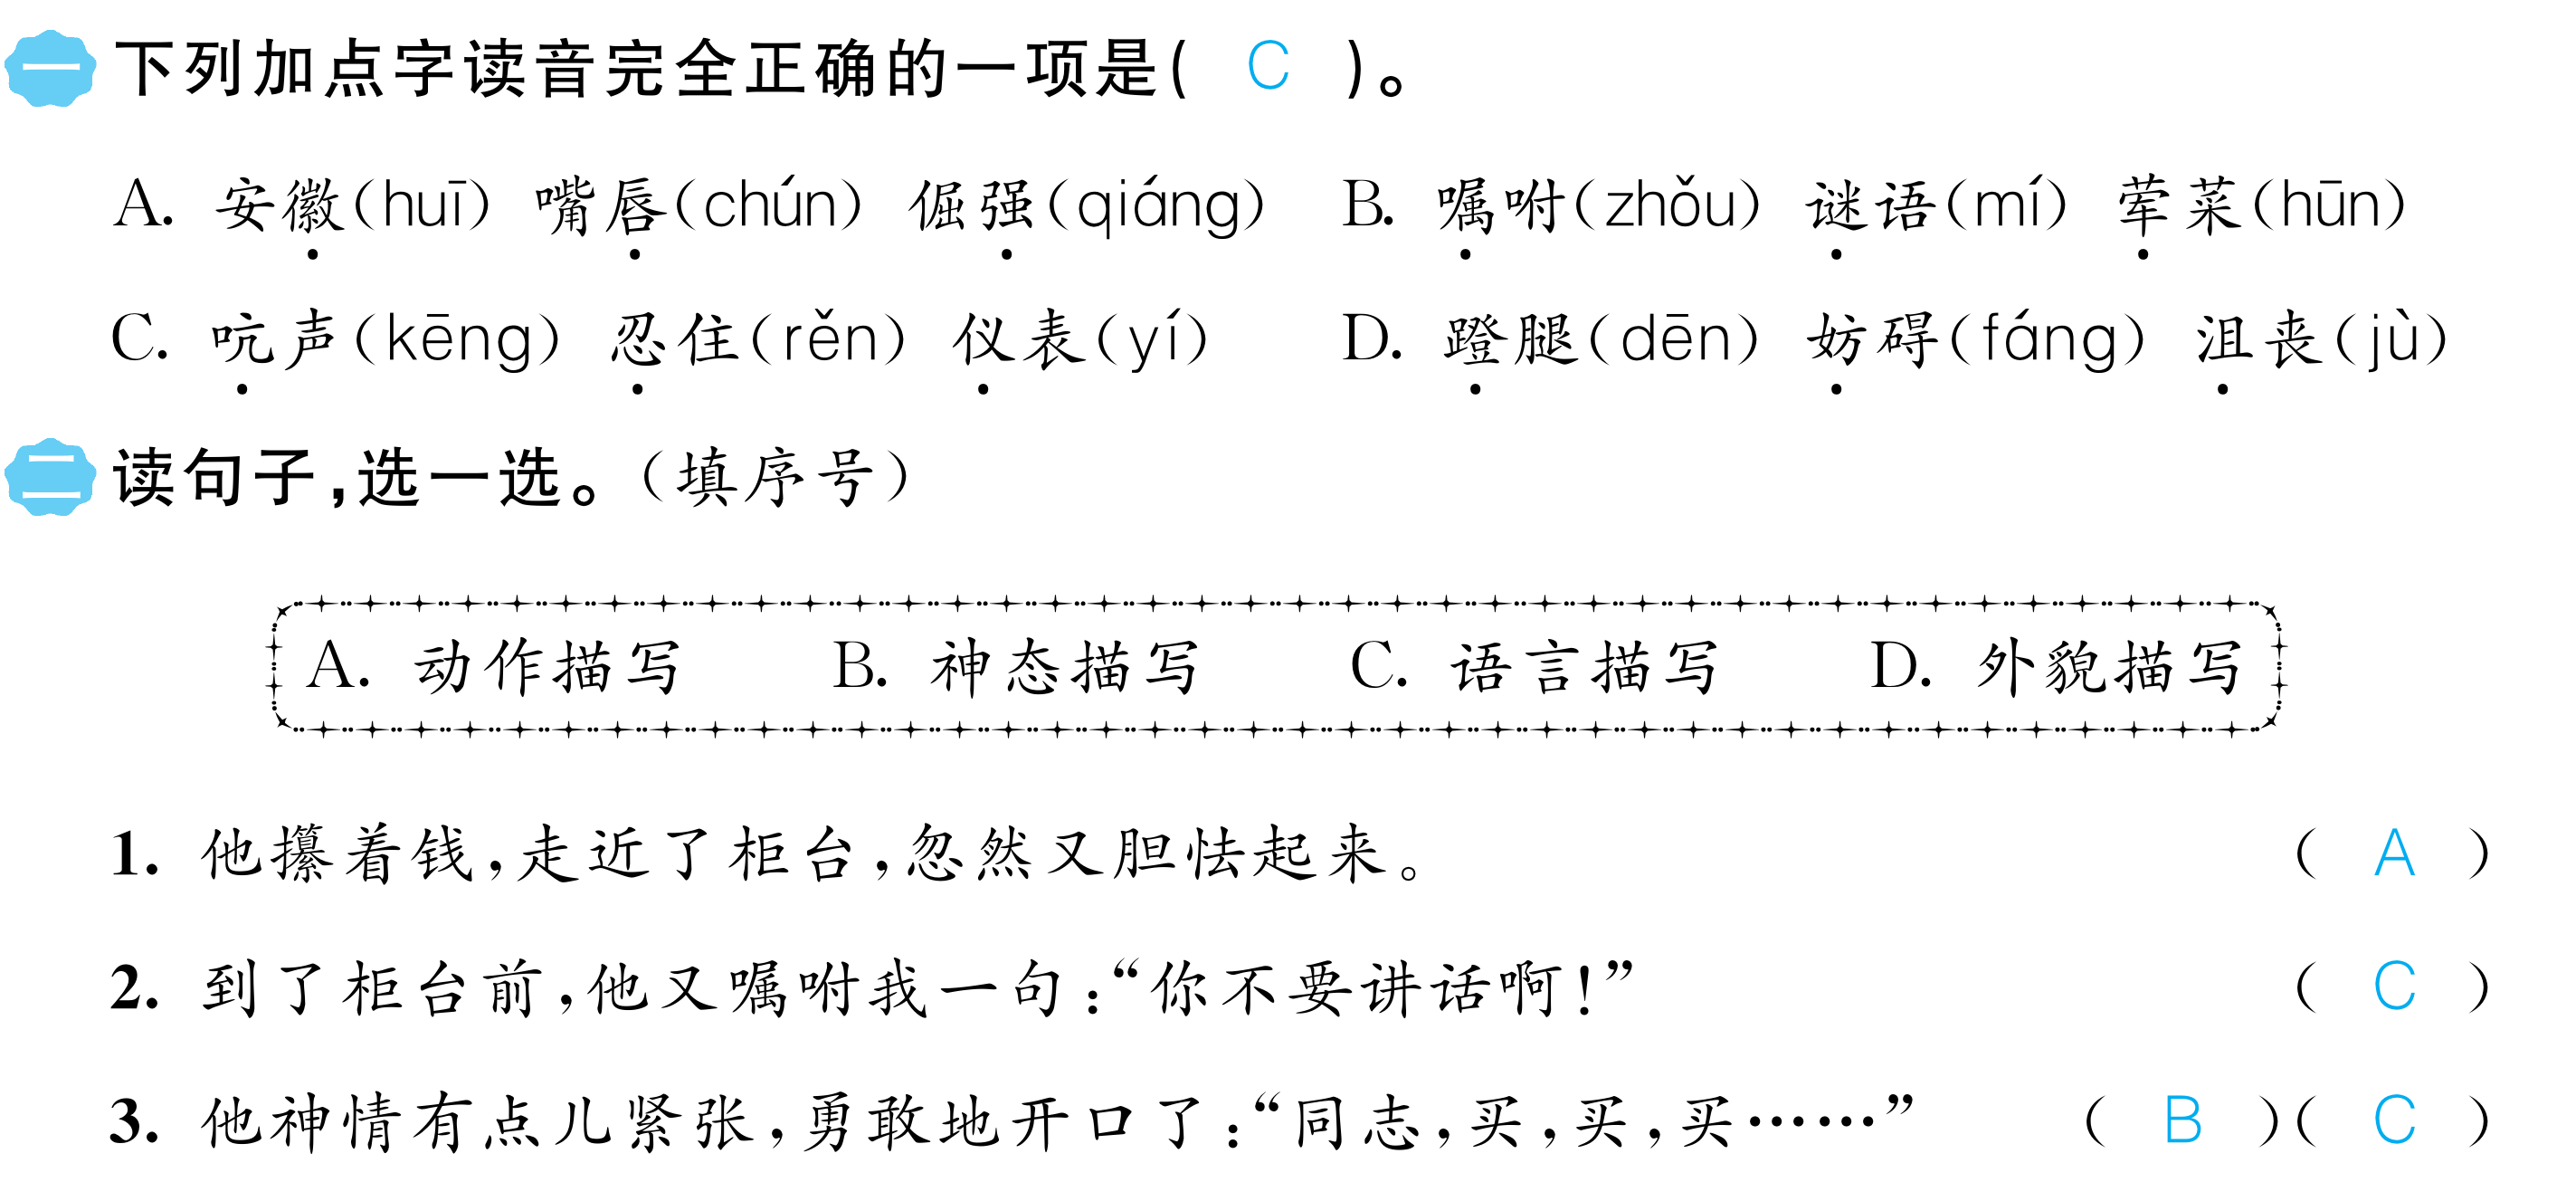 一 下列加点字读音完全正确的一项是( C )。
A. 安徽(huī) 嘴唇(chún) 倔强(qiáng) B. 嘱咐(zhǒu) 谜语(mí) 荤菜(hūn)
C. 吭声(kēng) 忍住(rěn) 仪表(yí) D. 蹬腿(dēn) 妨碍(fáng) 沮丧(jù)
二 读句子,选一选。(填序号)
A. 动作描写 B. 神态描写 C. 语言描写 D. 外貌描写
1. 他攥着钱,走近了柜台,忽然又胆怯起来。 ( A )
2. 到了柜台前,他又嘱咐我一句:“你不要讲话啊!” ( C )
3. 他神情有点儿紧张,勇敢地开口了:“同志,买,买,买……” ( B )( C )